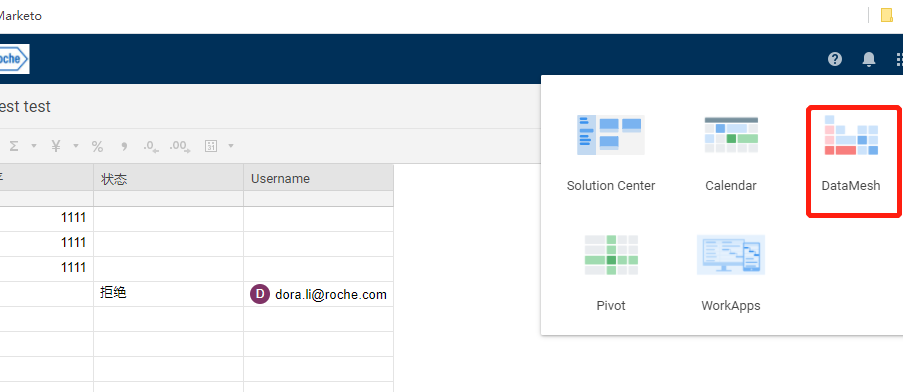 Marketo
oche
est test
Σ ¥ % , .0 .00 31
状态 Username
1111
1111
1111
拒绝 D dora.li@roche.com
Solution Center Calendar DataMesh
Pivot WorkApps